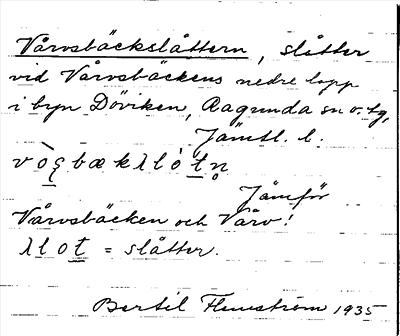 Vårvsbäckslåttern, slåtter
vid Vårvsbäckens nedre lopp
i byn Döviken, Ragunda sn o. tg,
Jämtl. l.
Jämför
Vårvsbäcken och Vårv!
= slåtter.
Bertil Flemström 1935